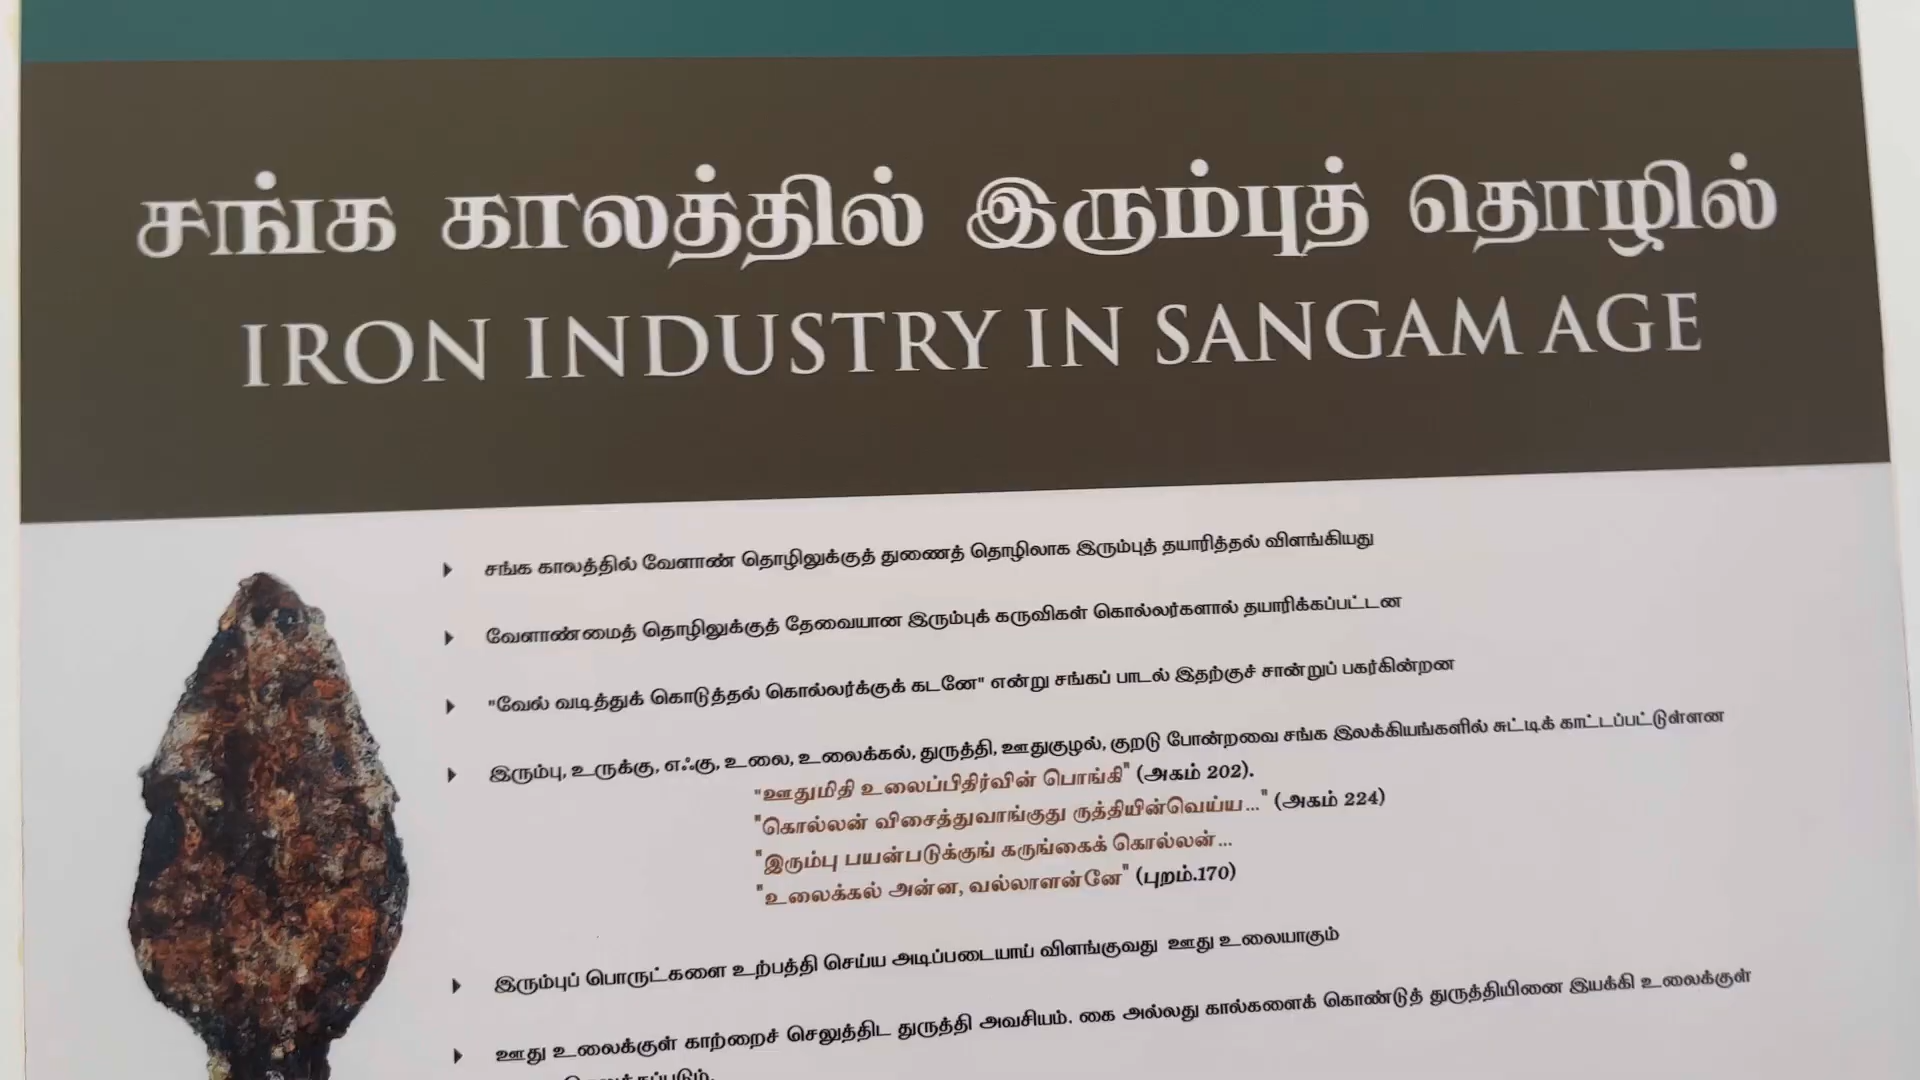 சங்க காலத்தில் இரும்புத் தொழில்
IRON INDUSTRY IN SANGAM AGE
சங்க காலத்தில் வேளாண் தொழிலுக்குத் துணைத் தொழிலாக இரும்புத் தயாரித்தல் விளங்கியது
வேளாண்மைத் தொழிலுக்குத் தேவையான இரும்புக் கருவிகள் கொல்லர்களால் தயாரிக்கப்பட்டன
"வேல் வடித்துக் கொடுத்தல் கொல்லர்க்குக் கடனே" என்று சங்கப் பாடல் இதற்குச் சான்றுப் பகர்கின்றன
இரும்பு, உருக்கு, எஃகு, உலை, உலைக்கல், துருத்தி, ஊதுகுழல், குறடு போன்றவை சங்க இலக்கியங்களில் சுட்டிக் காட்டப்பட்டுள்ளன
"ஊதுமிதி உலைப்பிதிர்வின் பொங்கி" (அகம் 202).
"கொல்லன் விசைத்துவாங்குது ருத்தியின்வெய்ய..." (அகம் 224)
"இரும்பு பயன்படுக்குங் கருங்கைக் கொல்லன்...
"உலைக்கல் அன்ன, வல்லாளன்னே" (புறம்.170)
இரும்புப் பொருட்களை உற்பத்தி செய்ய அடிப்படையாய் விளங்குவது ஊது உலையாகும்
ஊது உலைக்குள் காற்றைச் செலுத்திட துருத்தி அவசியம். கை அல்லது கால்களைக் கொண்டுத் துருத்தியினை இயக்கி உலைக்குள்